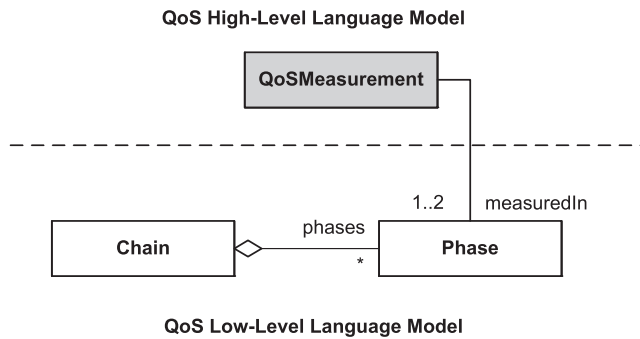 QoS High-Level Language Model
QoSMeasurement
1..2 measuredIn
phases
Chain
Phase
*
QoS Low-Level Language Model